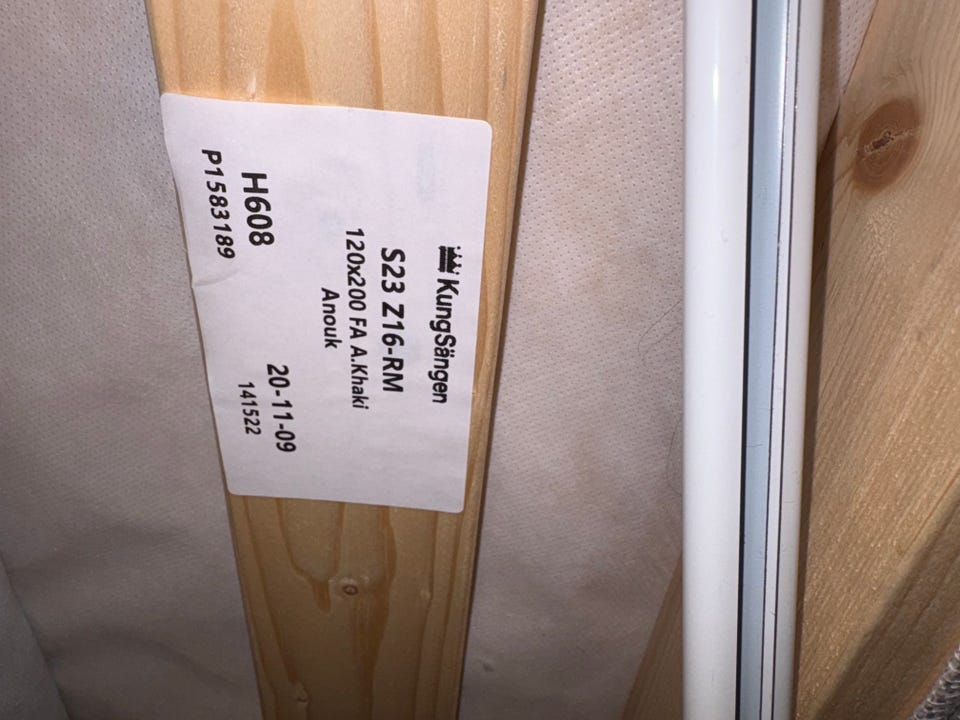 KungSängen
S23 Z16-RM
120x200 FA A.Khaki
Anouk
20-11-09
141522
H608
P1583189